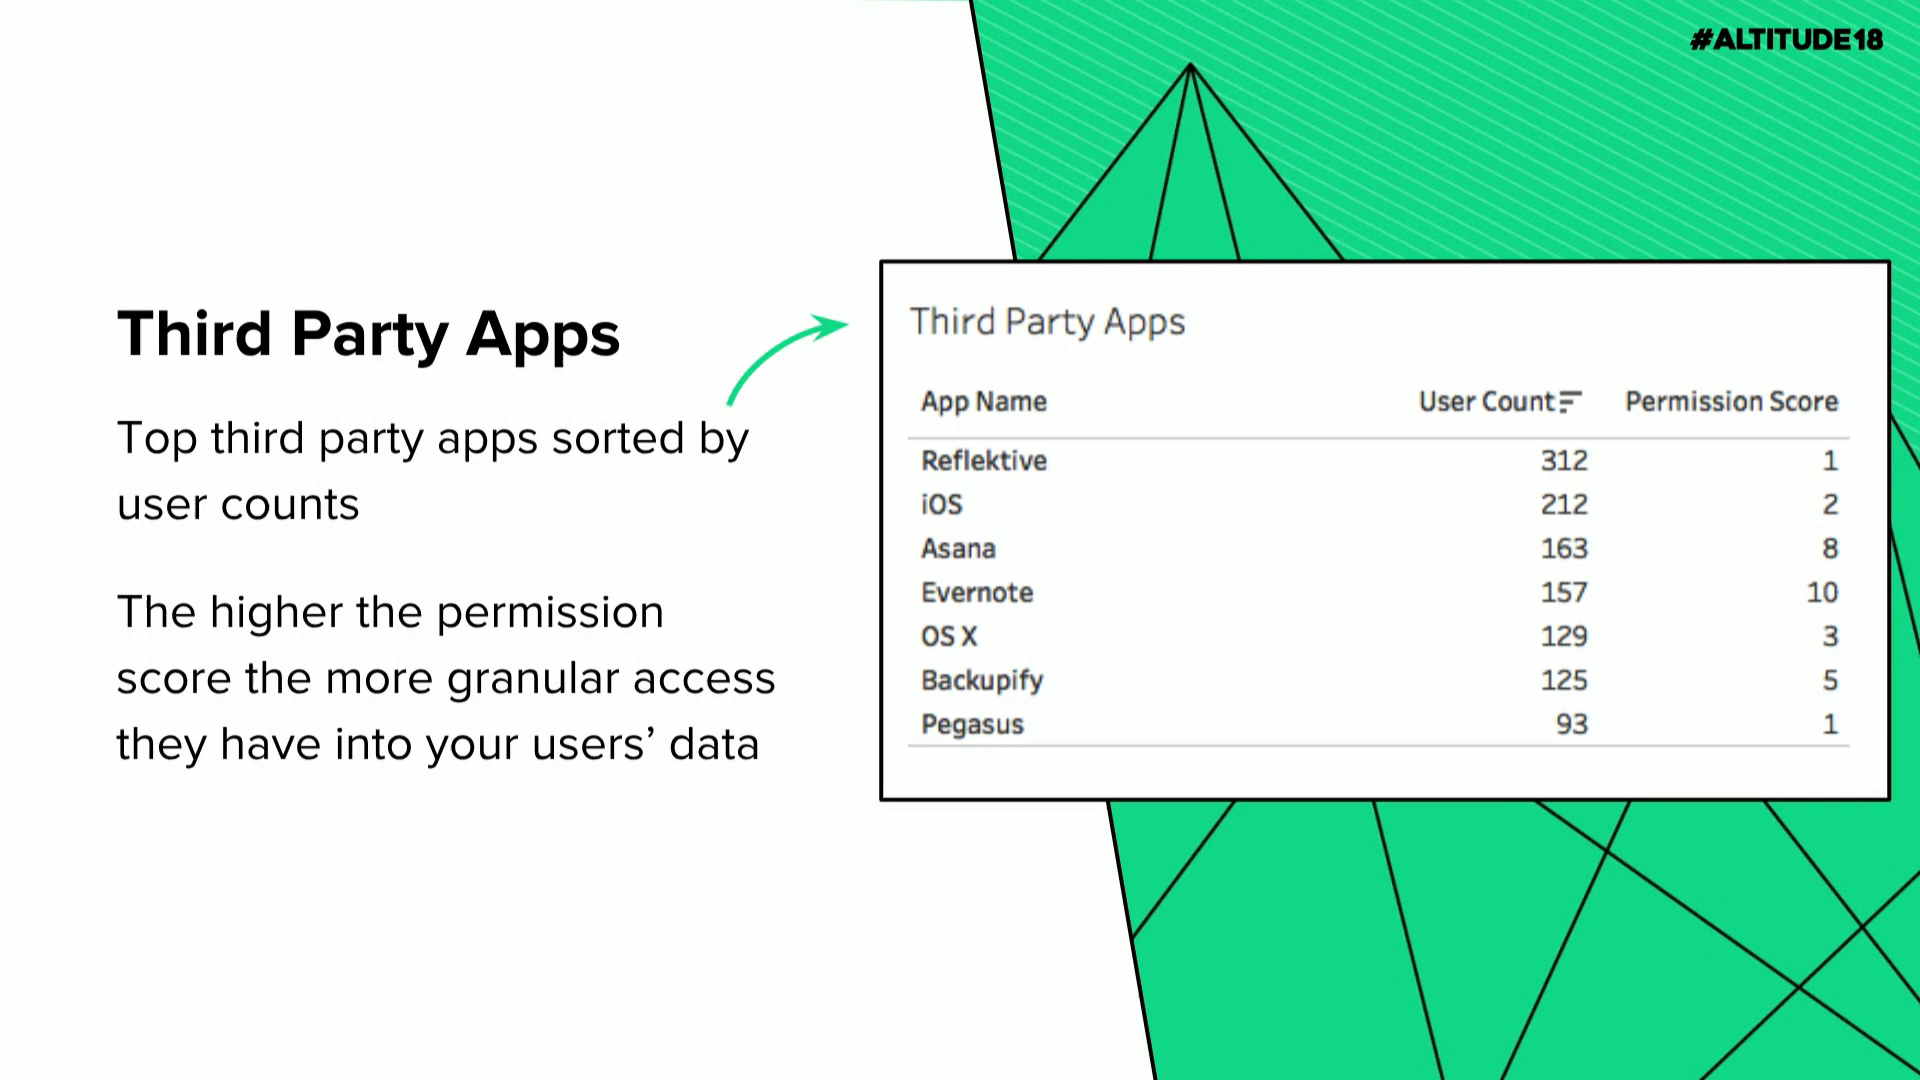 #ALTITUDE18
Third Party Apps
Top third party apps sorted by
user counts
The higher the permission
score the more granular access
they have into your users’ data
Third Party Apps
App Name User Count Permission Score
Reflektive 312 1
iOS 212 2
Asana 163 8
Evernote 157 10
OS X 129 3
Backupify 125 5
Pegasus 93 1